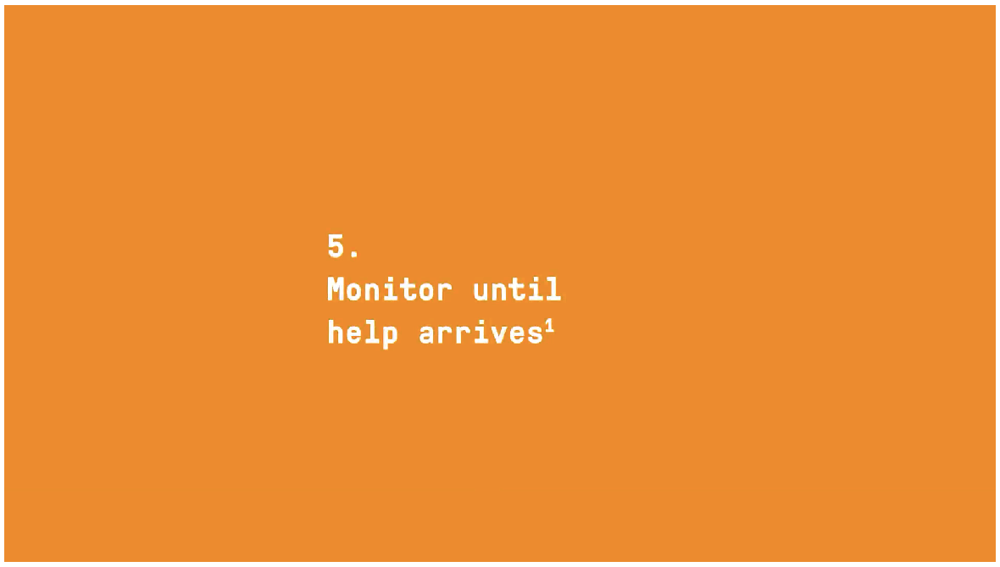 5.
Monitor until
help arrives¹